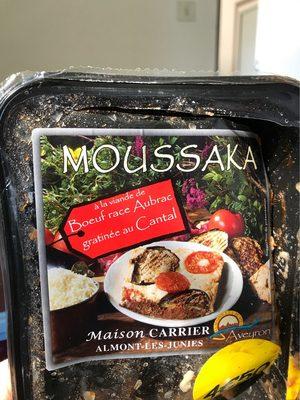 MOUSSAKA
à la viande de
Boeuf race Aubrac
gratinée au Cantal
Maison CARRIER
ALMONT-LES-JUNIES
Aveyron